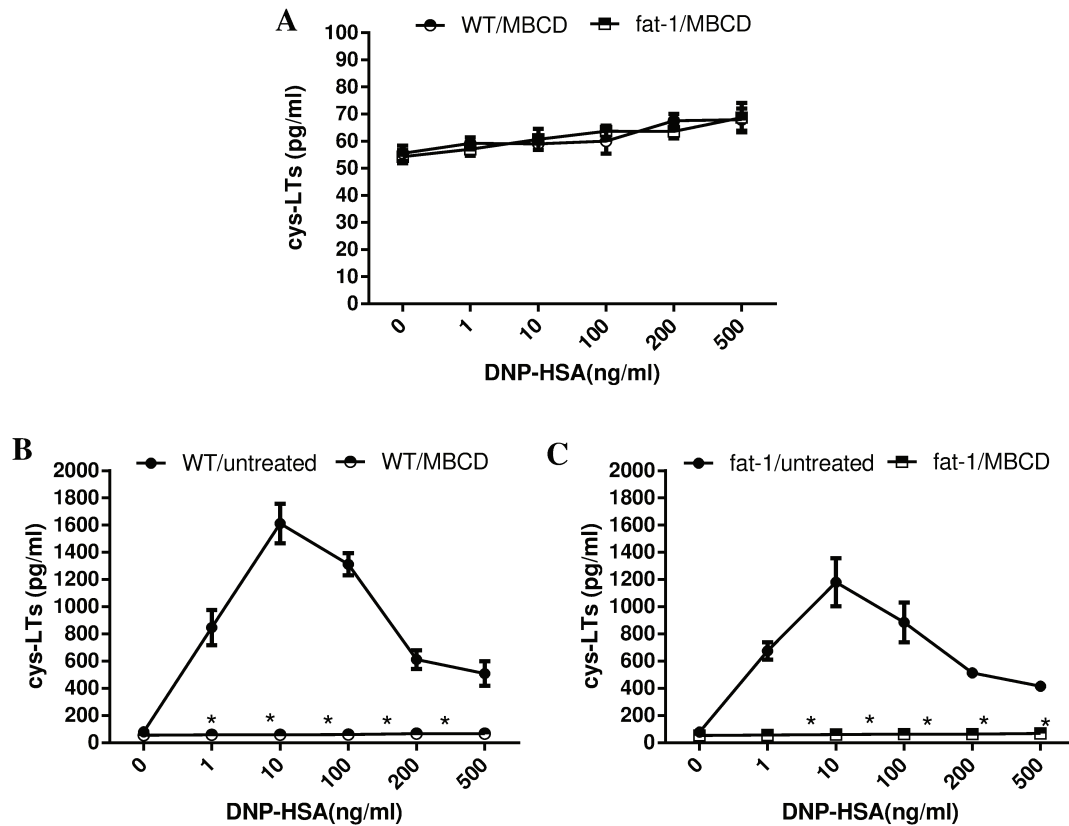 A
WT/MBCD fat-1/MBCD
cys-LTs (pg/ml)
100
90
80
70
60
50
40
30
20
10
0
0 1 10 100 200 500
DNP-HSA(ng/ml)
B
WT/untreated WT/MBCD
cys-LTs (pg/ml)
2000
1800
1600
1400
1200
1000
800
600
400
200
0
* * * * *
0 1 10 100 200 500
DNP-HSA(ng/ml)
C
fat-1/untreated fat-1/MBCD
cys-LTs (pg/ml)
2000
1800
1600
1400
1200
1000
800
600
400
200
0
* * * * *
0 1 10 100 200 500
DNP-HSA(ng/ml)